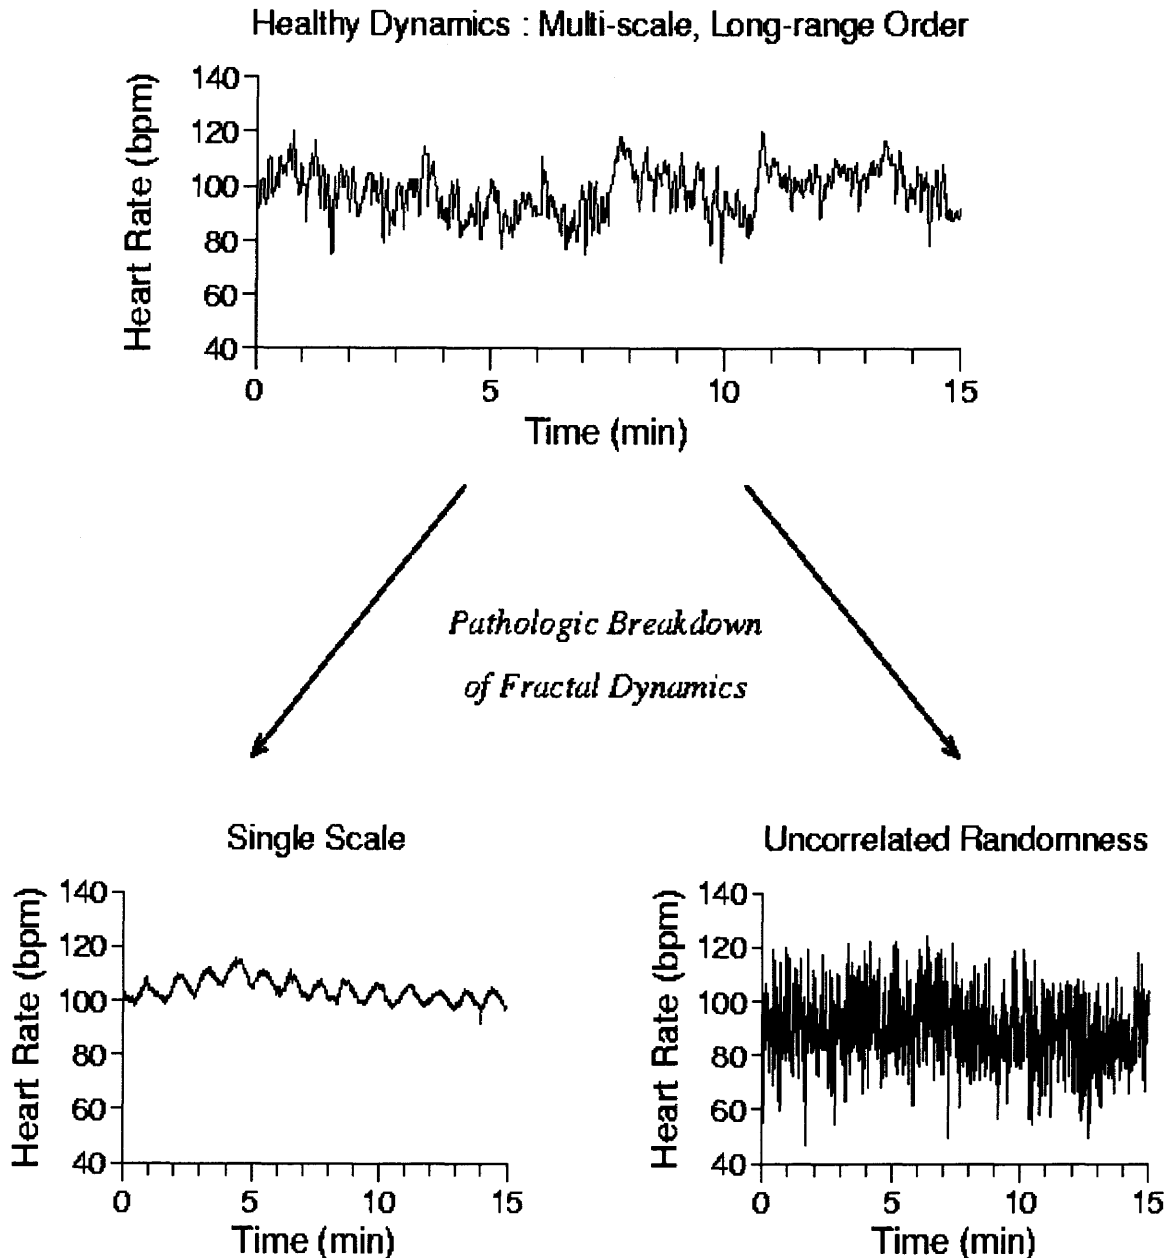 Healthy Dynamics : Multi-scale, Long-range Order
140
120
100
80
60
40
Heart Rate (bpm)
0 5 10 15
Time (min)
Pathologic Breakdown
of Fractal Dynamics
Single Scale
140
120
100
80
60
40
Heart Rate (bpm)
0 5 10 15
Time (min)
Uncorrelated Randomness
140
120
100
80
60
40
Heart Rate (bpm)
0 5 10 15
Time (min)